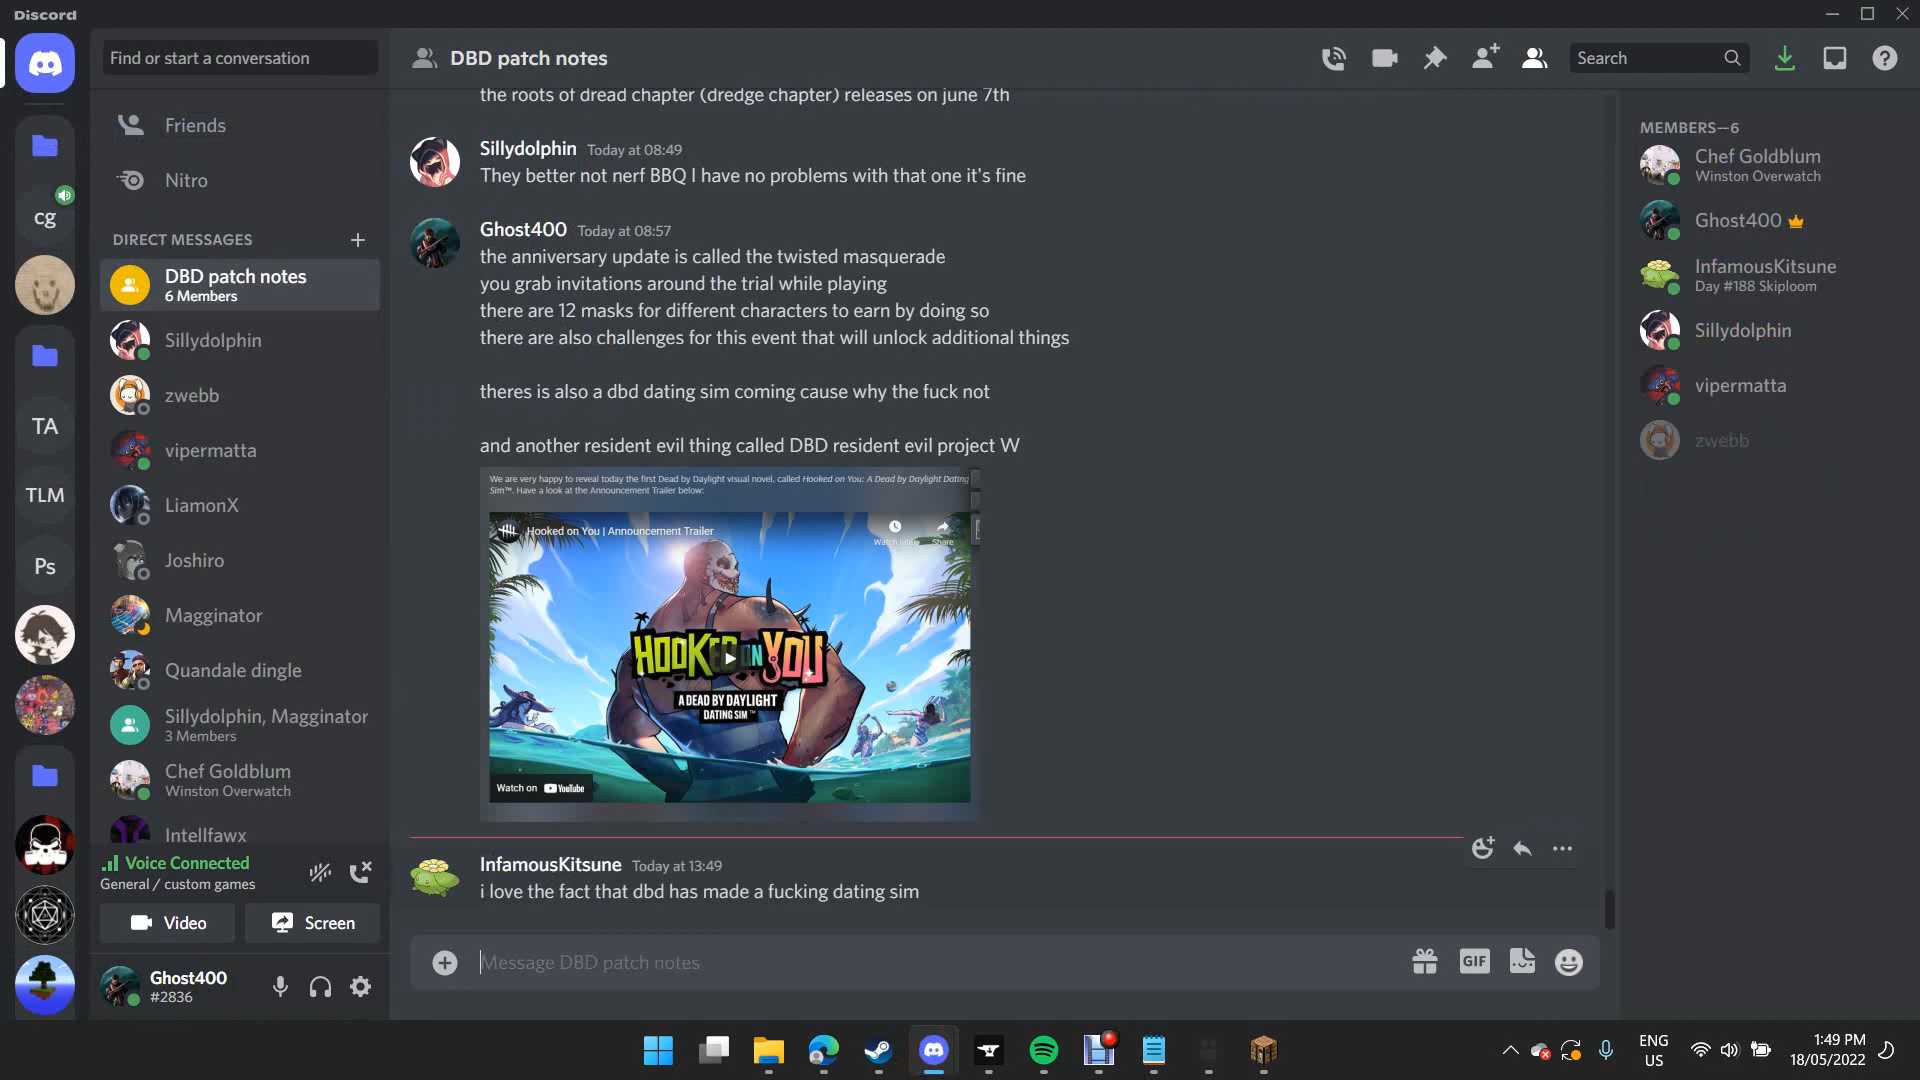 Discord
Find or start a conversation
DBD patch notes
Search
Friends
Nitro
cg
DIRECT MESSAGES
DBD patch notes
6 Members
Sillydolphin
zwebb
TA
vipermatta
TLM
LiamonX
Ps
Joshiro
Magginator
Quandale dingle
Sillydolphin, Magginator
3 Members
Chef Goldblum
Winston Overwatch
Intellfawx
Voice Connected
General / custom games
Video
Screen
Ghost400
#2836
the roots of dread chapter (dredge chapter) releases on june 7th
Sillydolphin Today at 08:49
They better not nerf BBQ I have no problems with that one it's fine
Ghost400 Today at 08:57
the anniversary update is called the twisted masquerade
you grab invitations around the trial while playing
there are 12 masks for different characters to earn by doing so
there are also challenges for this event that will unlock additional things
theres is also a dbd dating sim coming cause why the fuck not
and another resident evil thing called DBD resident evil project W
We are very happy to reveal today the first Dead by Daylight visual novel, called Hooked on You: A Dead by Daylight Dating
Sim™. Have a look at the Announcement Trailer below:
Hooked on You | Announcement Trailer
Watch later
Share
HOOKED ON YOU
A DEAD BY DAYLIGHT
DATING SIM™
Watch on YouTube
InfamousKitsune Today at 13:49
i love the fact that dbd has made a fucking dating sim
Message DBD patch notes
GIF
MEMBERS—6
Chef Goldblum
Winston Overwatch
Ghost400
InfamousKitsune
Day #188 Skiploom
Sillydolphin
vipermatta
zwebb
ENG
US
1:49 PM
18/05/2022